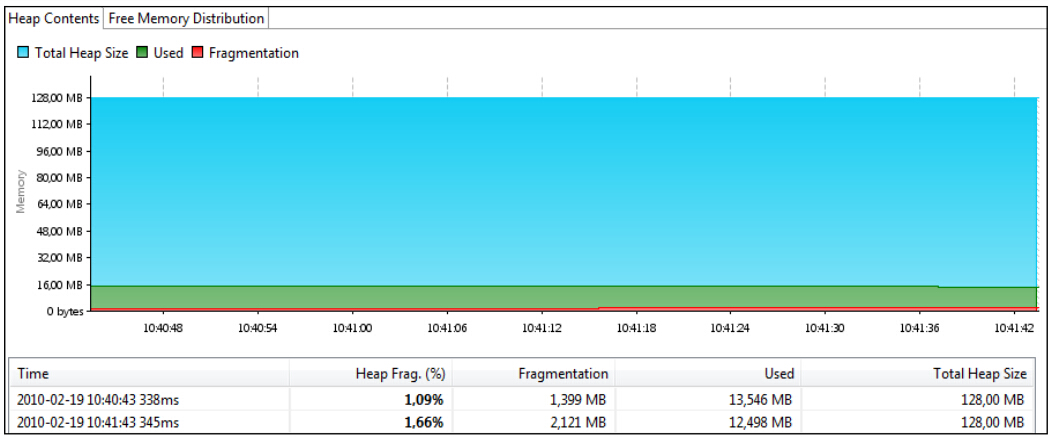 Heap Contents Free Memory Distribution
Total Heap Size Used Fragmentation
128,00 MB
112,00 MB
96,00 MB
80,00 MB
64,00 MB
48,00 MB
32,00 MB
16,00 MB
0 bytes
Memory
10:40:48 10:40:54 10:41:00 10:41:06 10:41:12 10:41:18 10:41:24 10:41:30 10:41:36 10:41:42
Time Heap Frag. (%) Fragmentation Used Total Heap Size
2010-02-19 10:40:43 338ms 1,09% 1,399 MB 13,546 MB 128,00 MB
2010-02-19 10:41:43 345ms 1,66% 2,121 MB 12,498 MB 128,00 MB